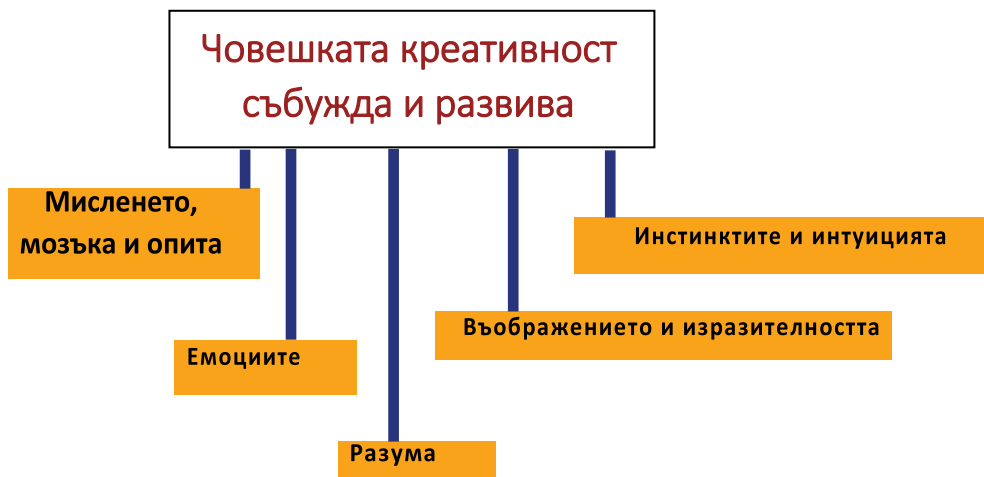 Човешката креативност
събужда и развива
Мисленето,
мозъка и опита
Инстинктите и интуицията
Въображението и изразителността
Емоциите
Разума